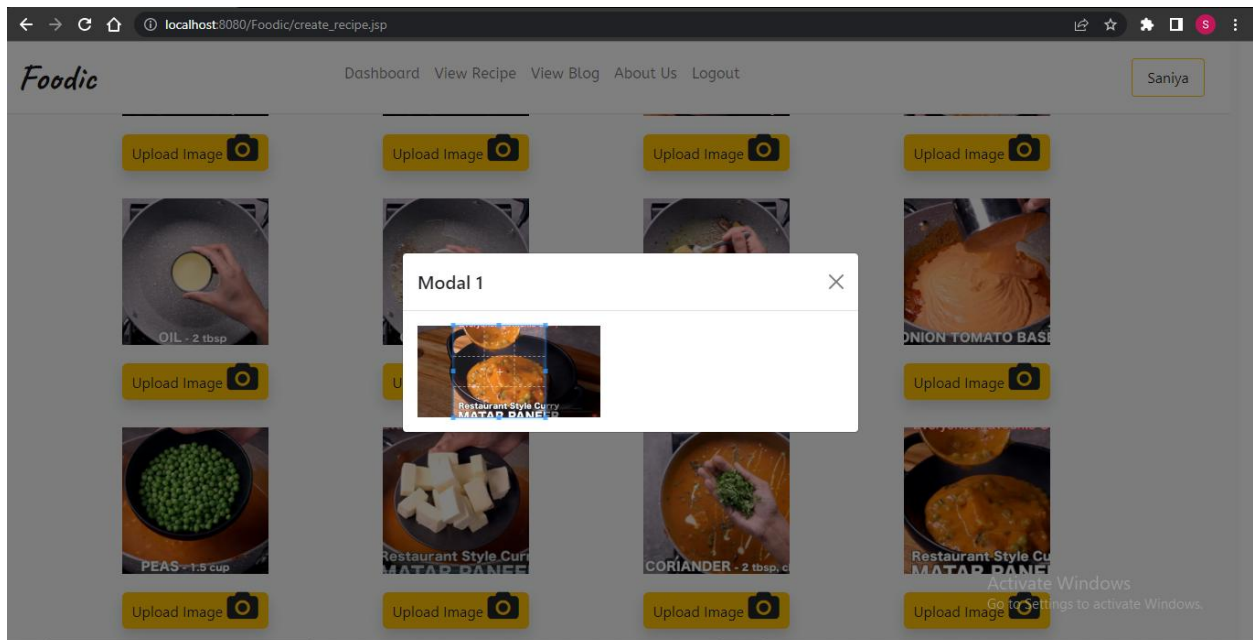 localhost:8080/Foodic/create_recipe.jsp
S
Foodic
Dashboard View Recipe View Blog About Us Logout
Saniya
Upload Image
Upload Image
Upload Image
Upload Image
OIL - 2 tbsp
ONION TOMATO BASE
Modal 1
Restaurant Style Curry
MATAR PANEER
Upload Image
Upload Image
PEAS - 1.5 cup
Restaurant Style Curr
MATAR PANEE
CORIANDER - 2 tbsp, c
Restaurant Style Cu
MATAR PANE
Activate Windows
Go to Settings to activate Windows.
Upload Image
Upload Image
Upload Image
Upload Image